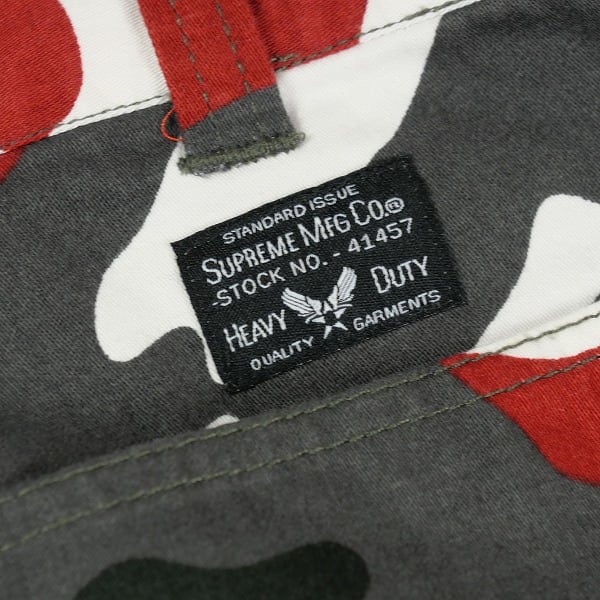 STANDARD ISSUE
SUPREME MFG CO.®
-STOCK NO.- 41457
HEAVY DUTY
QUALITY GARMENTS